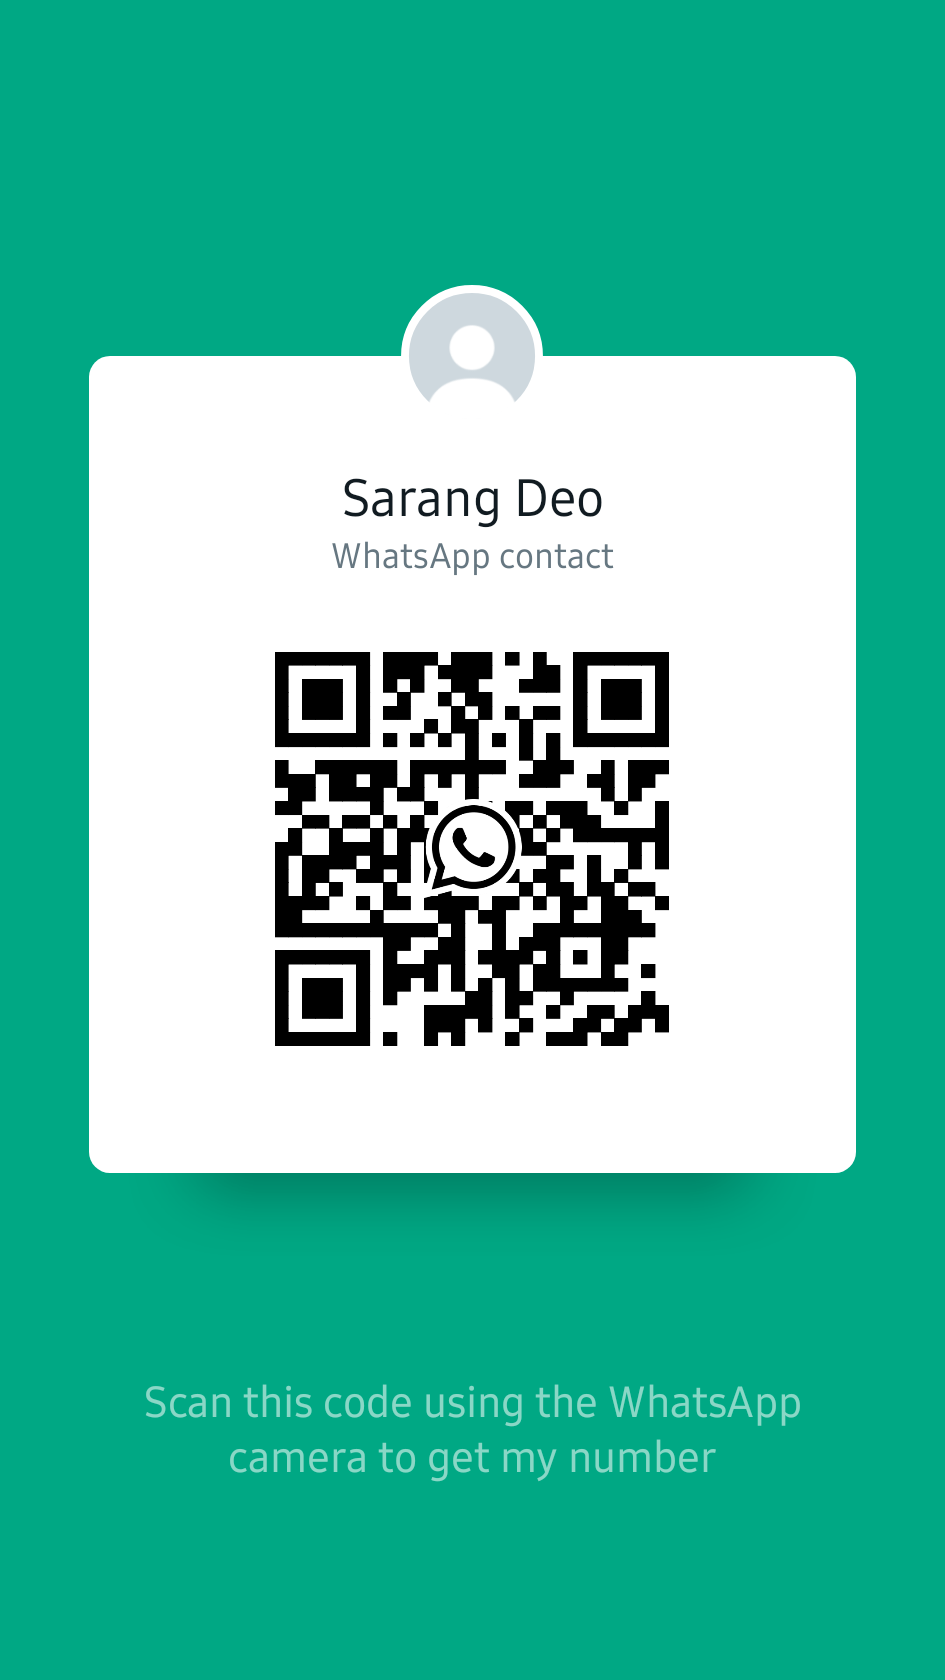 Sarang Deo
WhatsApp contact
Scan this code using the WhatsApp
camera to get my number